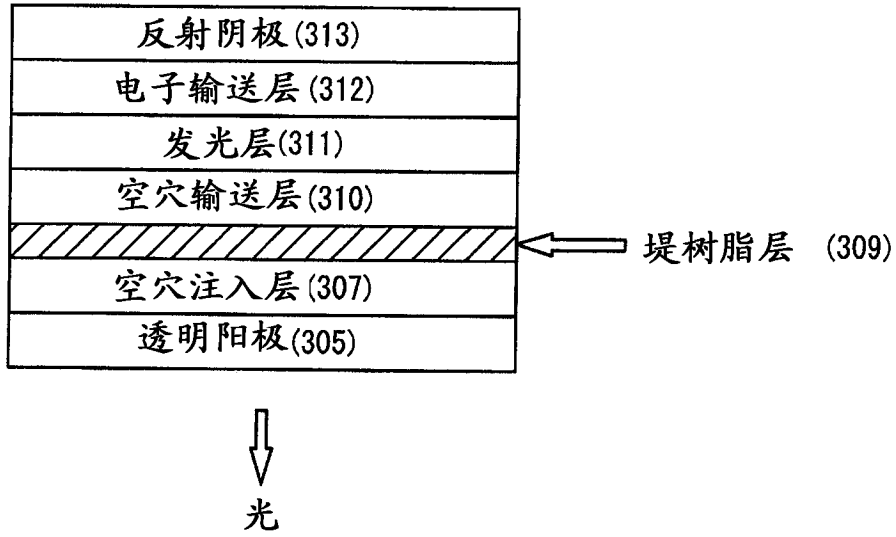 反射阴极(313)
电子输送层(312)
发光层(311)
空穴输送层(310)
堤树脂层 (309)
空穴注入层(307)
透明阳极(305)
光